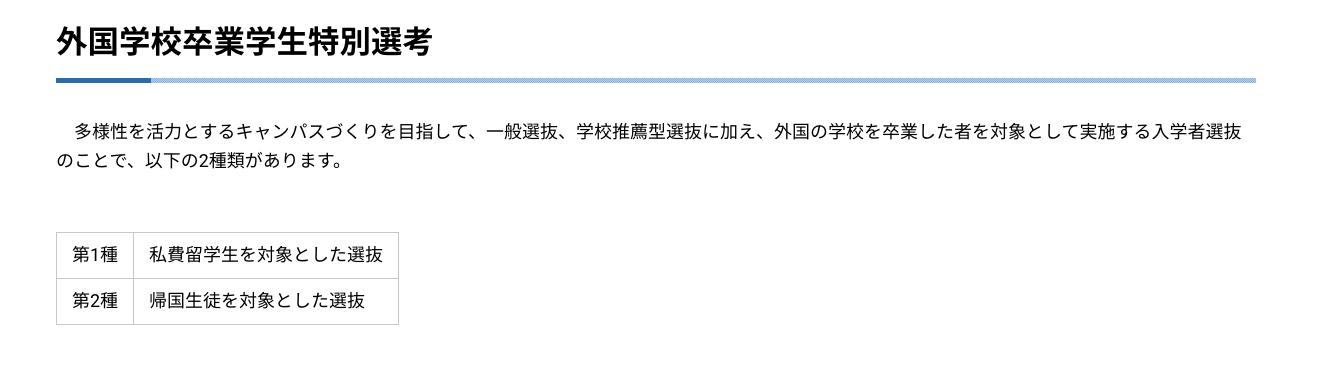 外国学校卒業学生特別選考
多様性を活力とするキャンパスづくりを目指して、一般選抜、学校推薦型選抜に加え、外国の学校を卒業した者を対象として実施する入学者選抜
のことで、以下の2種類があります。
第1種 私費留学生を対象とした選抜
第2種 帰国生徒を対象とした選抜